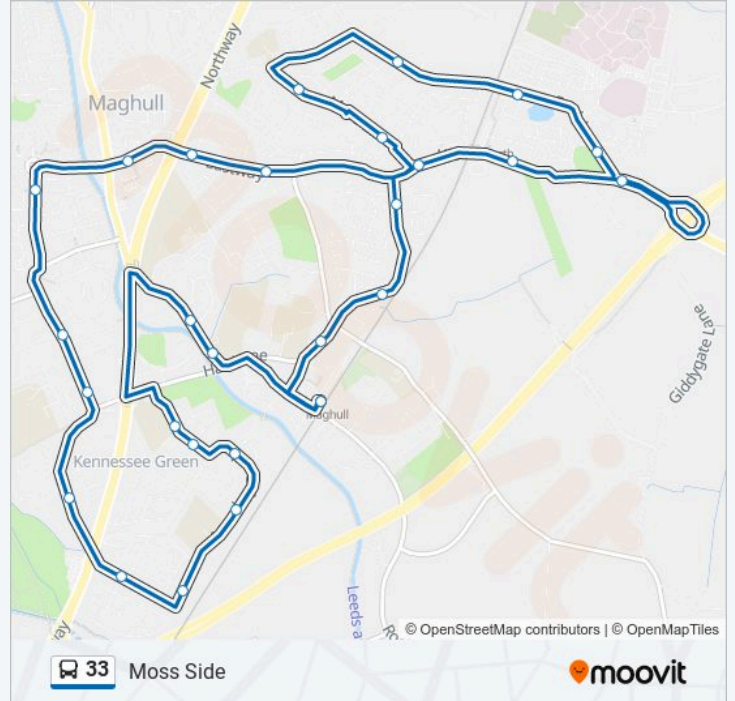 Northway
Maghull
Giddygate Lane
Maghull
Kennessee Green
Leeds a
© OpenStreetMap contributors | © OpenMapTiles
33 Moss Side
moovit